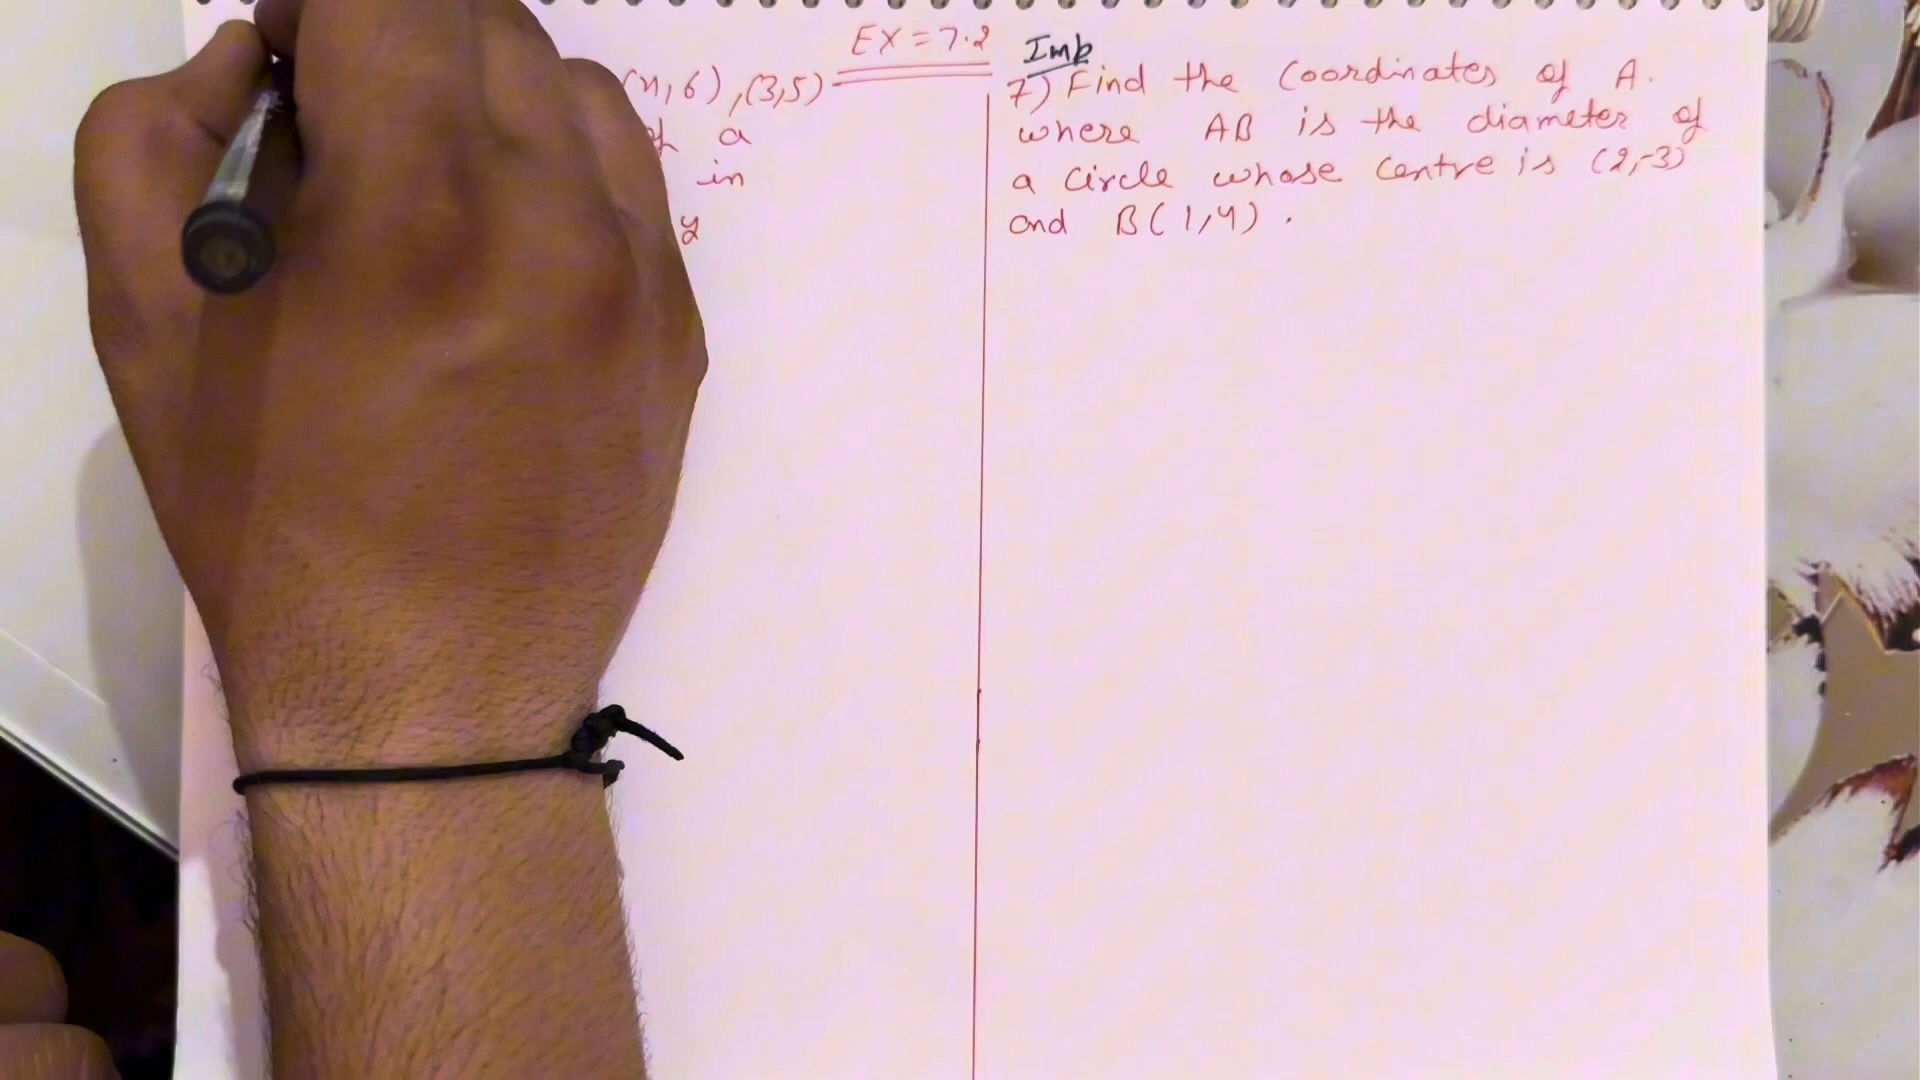 EX = 7.2
(x, 6), (3,5)
of a
in
y
Imp
7) Find the Coordinates of A.
where AB is the diameter of
a circle whose centre is (2,-3)
and B(1,4).